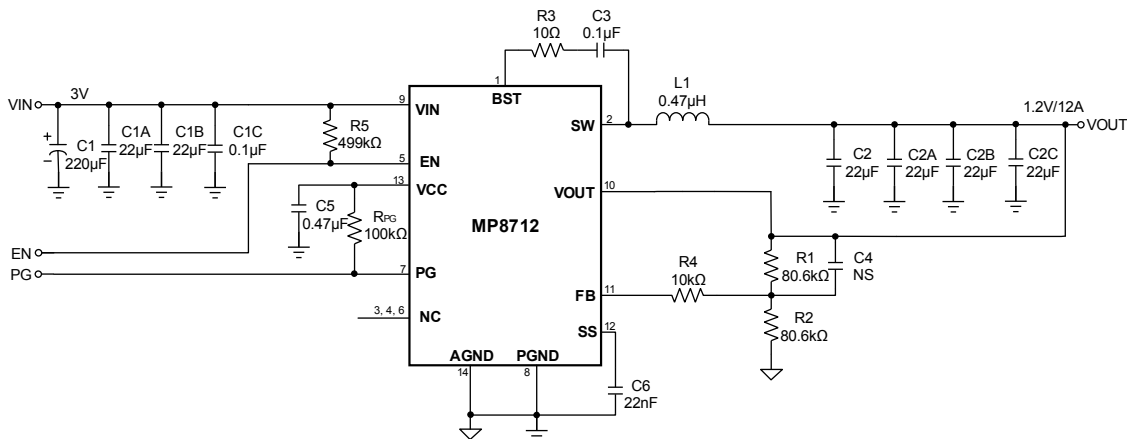 R3
10Ω
C3
0.1µF
1
BST
L1
0.47µH
VIN
3V
9
VIN
SW
2
1.2V/12A
VOUT
+
−
C1
220µF
C1A
22µF
C1B
22µF
C1C
0.1µF
R5
499kΩ
5
EN
C2
22µF
C2A
22µF
C2B
22µF
C2C
22µF
13
VCC
VOUT
10
C5
0.47µF
RPG
100kΩ
MP8712
EN
PG
7
PG
R4
10kΩ
R1
80.6kΩ
C4
NS
FB
11
3, 4, 6
NC
R2
80.6kΩ
SS
12
AGND
PGND
14
8
C6
22nF